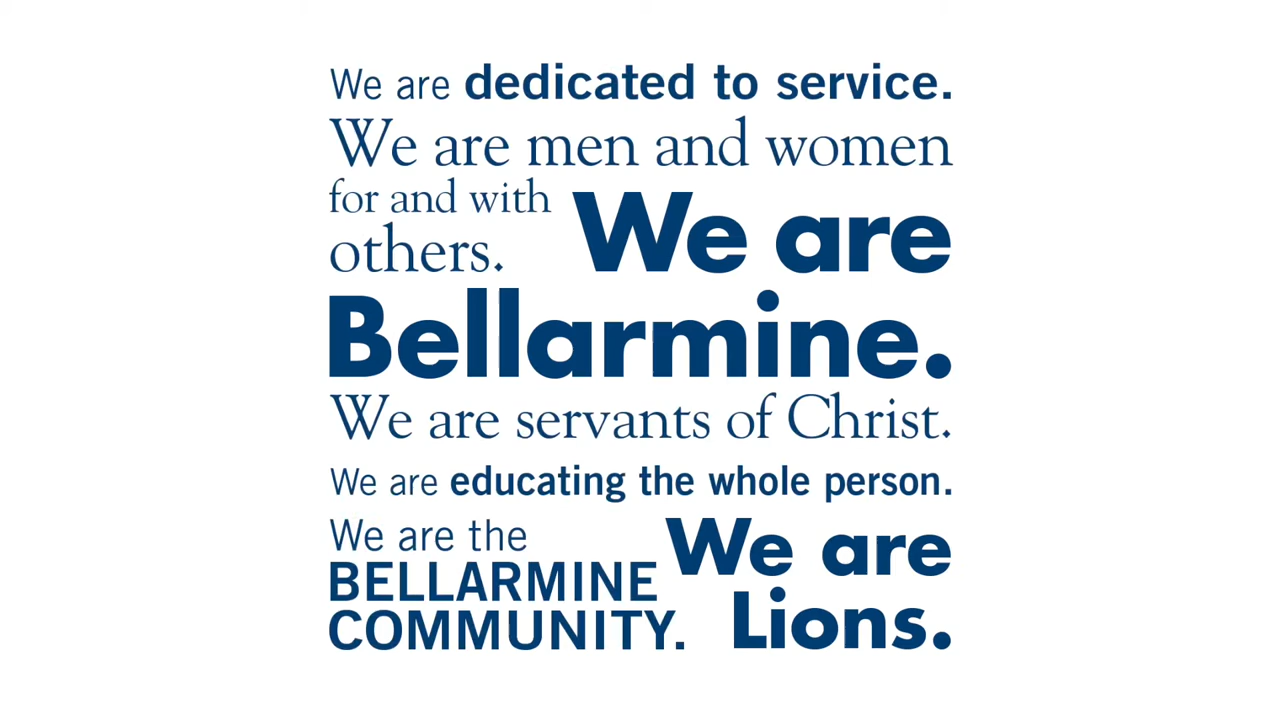 We are dedicated to service.
We are men and women
for and with
others.
We are
Bellarmine.
We are servants of Christ.
We are educating the whole person.
We are the
BELLARMINE
COMMUNITY.
We are
Lions.